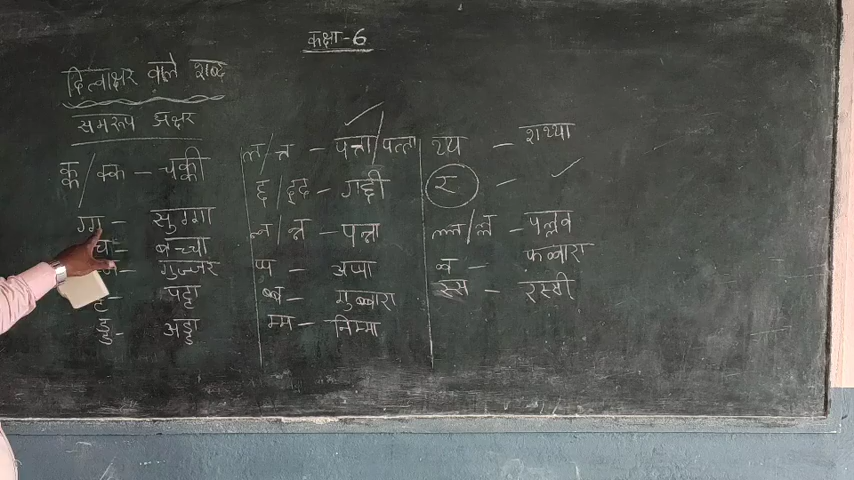 कक्षा-6
दित्वाक्षर वाले शब्द
समरूप अक्षर
क्क/क्क - चक्की
ग्ग - सुग्गा
च्च - बच्चा
- गुज्जर
- पट्टा
ड्ड - अड्डा
त्त/त्त - पत्ता/पत्ता
द्द/द्द - गद्दी
न्न/न्न - पन्ना
प्प - अप्पा
ब्ब - गुब्बारा
म्म - निम्मा
य्य - शय्या
र -
ल्ल/ल्ल - पल्लव
व्व - फव्वारा
स्स - रस्सी